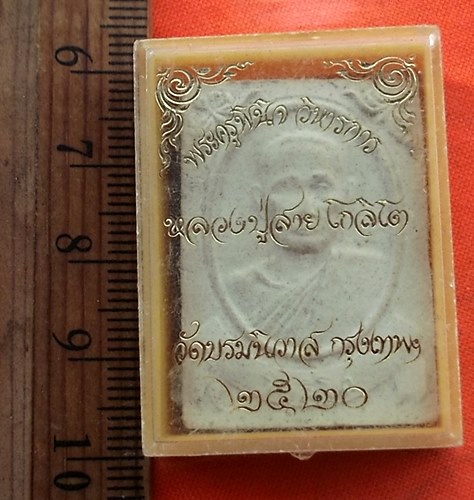 พระครูพินิจ วิหารการ
หลวงปู่สาย โกลิโต
วัดบรมนิวาส กรุงเทพฯ
๒๕๒๐
6
7
8
9
10